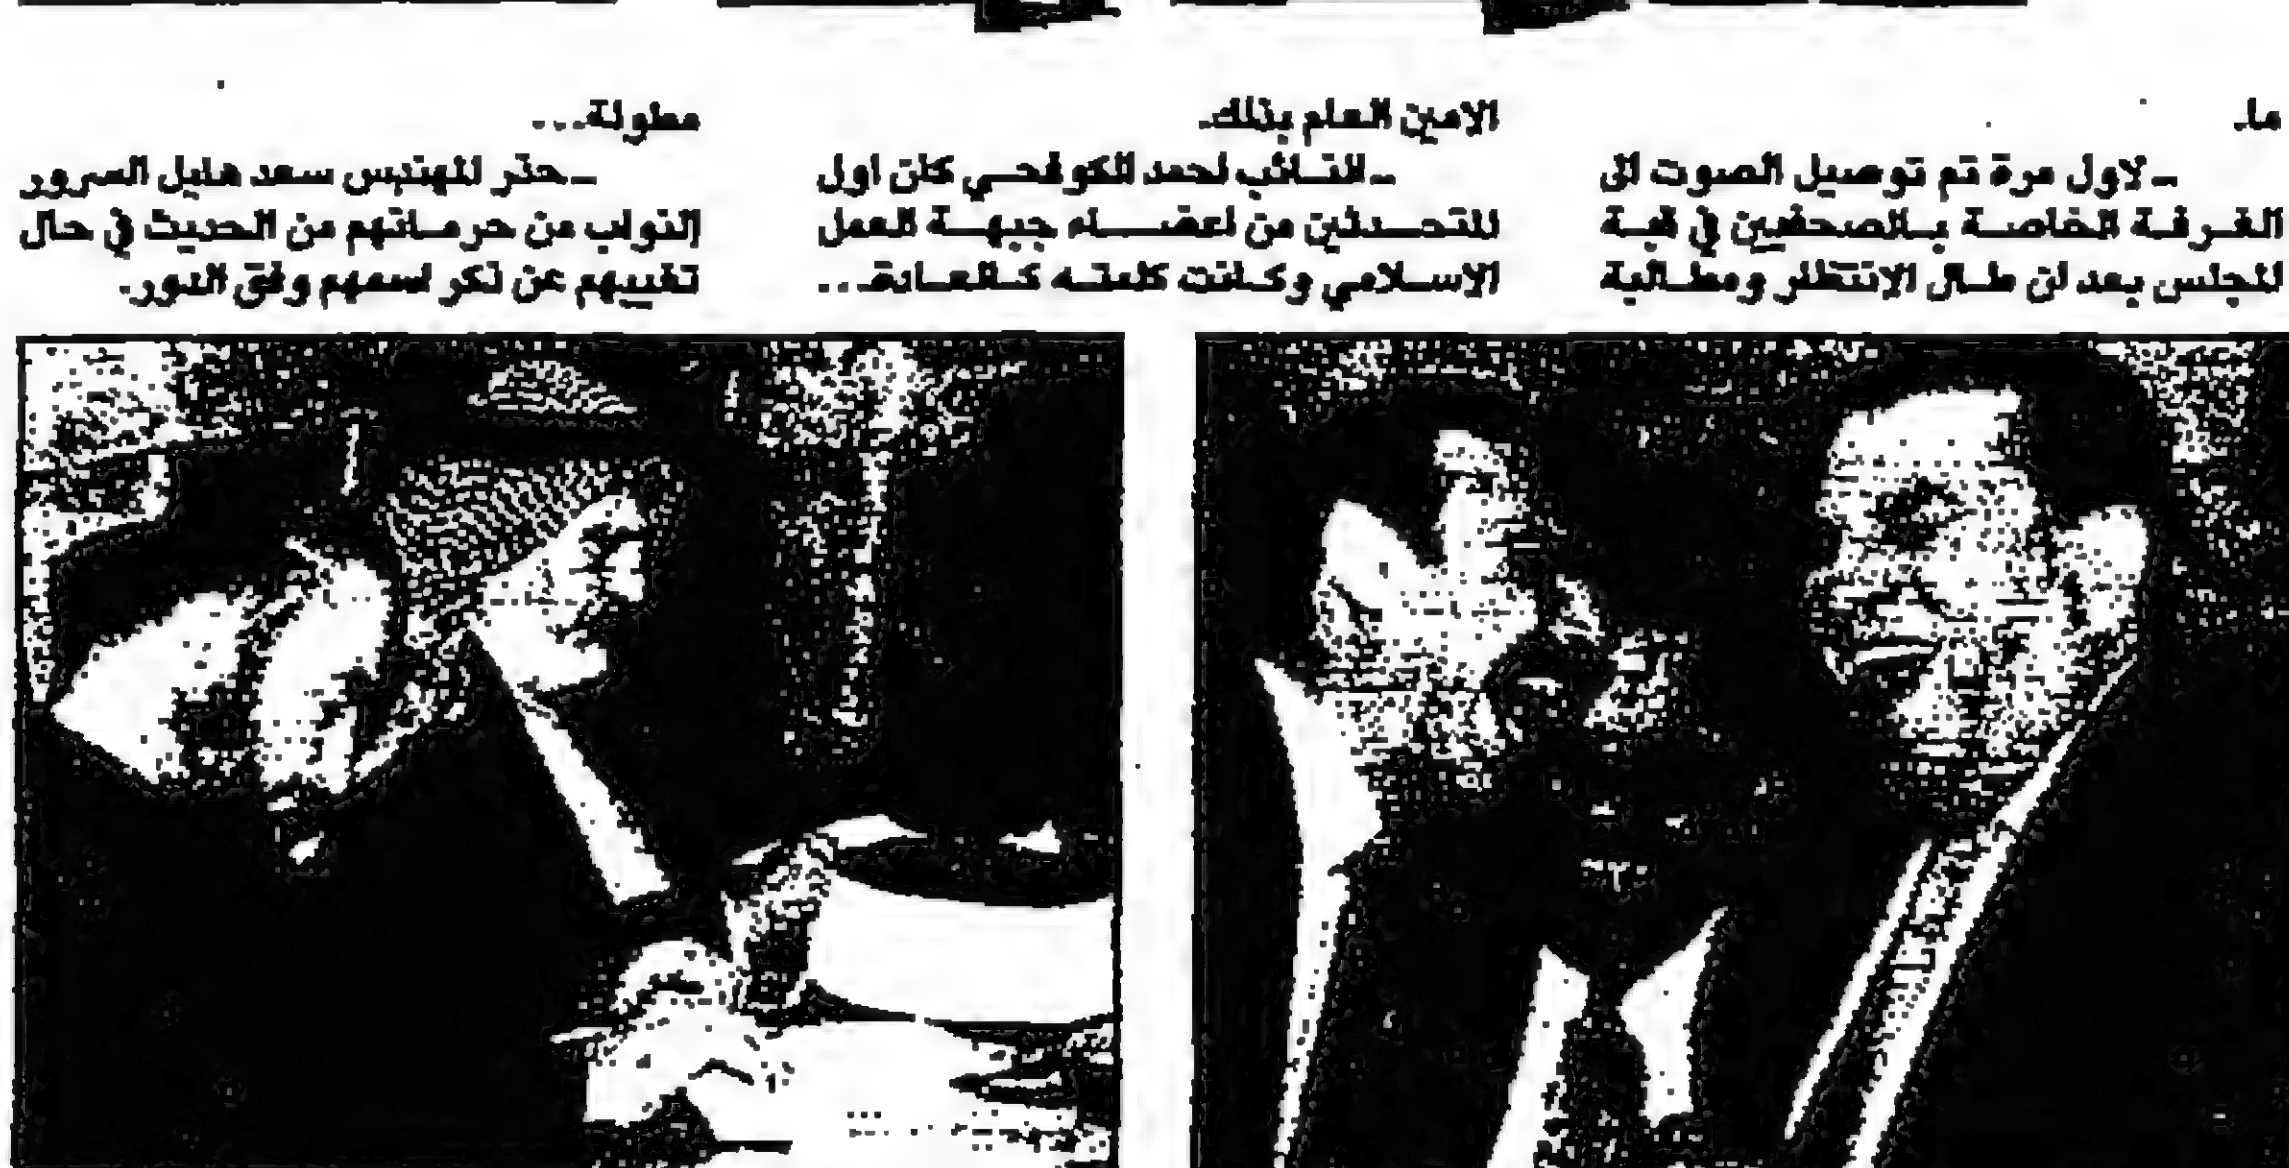 ما.
ـ لاول مرة تم توصيل الصوت الى
الغرفة الخاصة بالصحفيين في قبة
المجلس بعد ان طال الانتظار ومطالبة
الامين العام بذلك.
ـ النائب احمد الكوفحي كان اول
المتحدثين من اعضاء جبهة العمل
الاسلامي وكانت كلمته كالعادة...
مطولة...
ـ حذر المهندس سعد هايل السرور
النواب من حرمانهم من الحديث في حال
تغيبهم عن ذكر اسمهم وفق الدور.